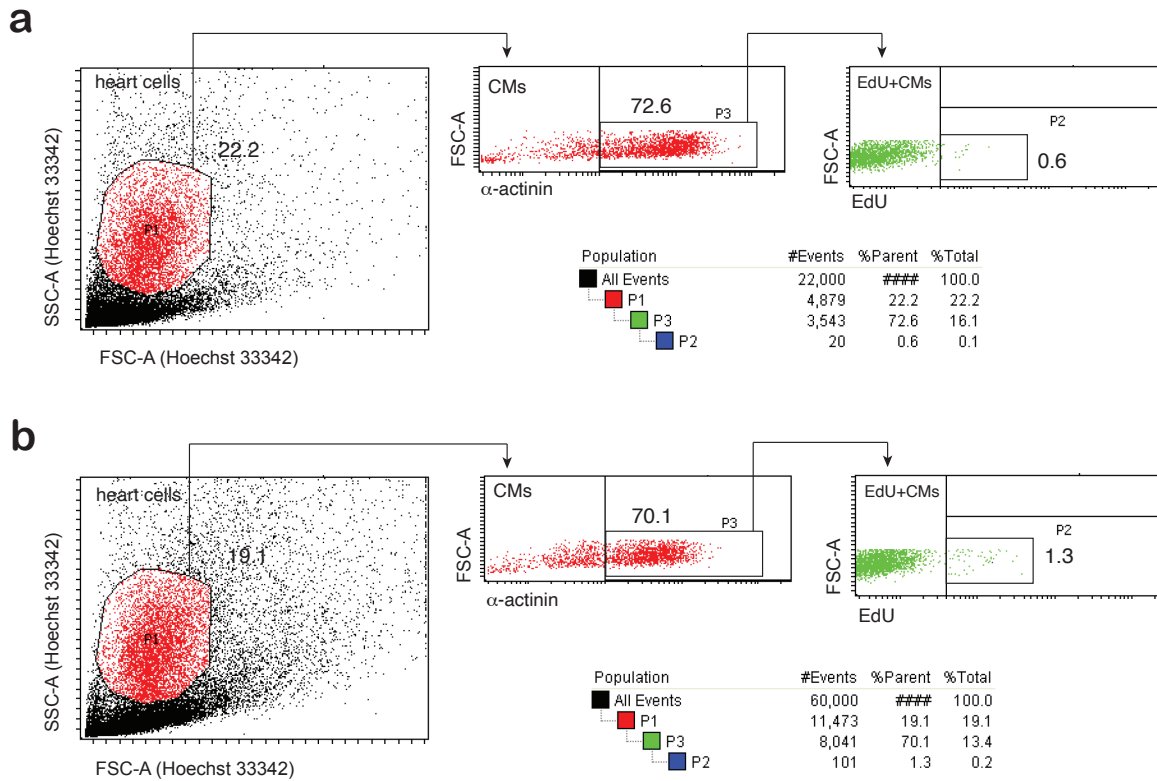 a
heart cells
22.2
P1
SSC-A (Hoechst 33342)
FSC-A (Hoechst 33342)
CMs
72.6
P3
FSC-A
α-actinin
EdU+CMs
P2
0.6
FSC-A
EdU
Population #Events %Parent %Total
All Events 22,000 #### 100.0
P1 4,879 22.2 22.2
P3 3,543 72.6 16.1
P2 20 0.6 0.1
b
heart cells
19.1
P1
SSC-A (Hoechst 33342)
FSC-A (Hoechst 33342)
CMs
70.1
P3
FSC-A
α-actinin
EdU+CMs
P2
1.3
FSC-A
EdU
Population #Events %Parent %Total
All Events 60,000 #### 100.0
P1 11,473 19.1 19.1
P3 8,041 70.1 13.4
P2 101 1.3 0.2